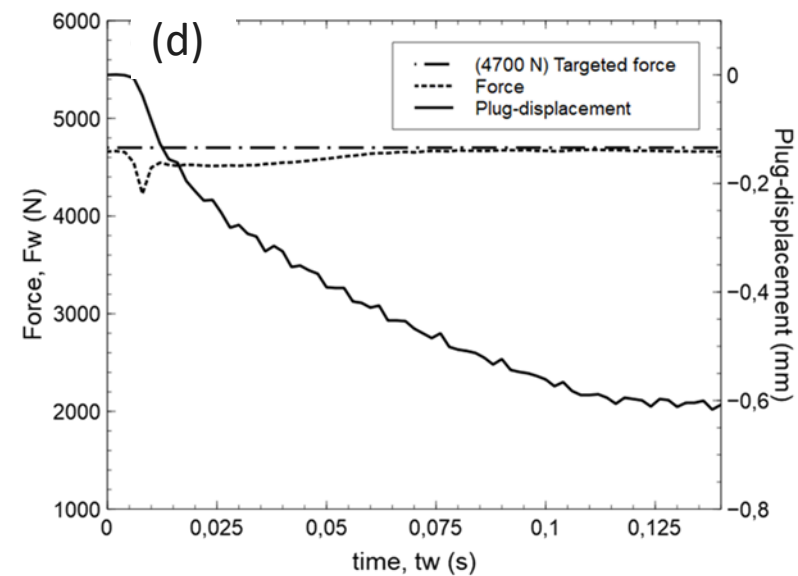 (d)
(4700 N) Targeted force
Force
Plug-displacement
6000
5000
4000
3000
2000
1000
Force, Fw (N)
0
−0,2
−0,4
−0,6
−0,8
Plug-displacement (mm)
0
0,025
0,05
0,075
0,1
0,125
time, tw (s)